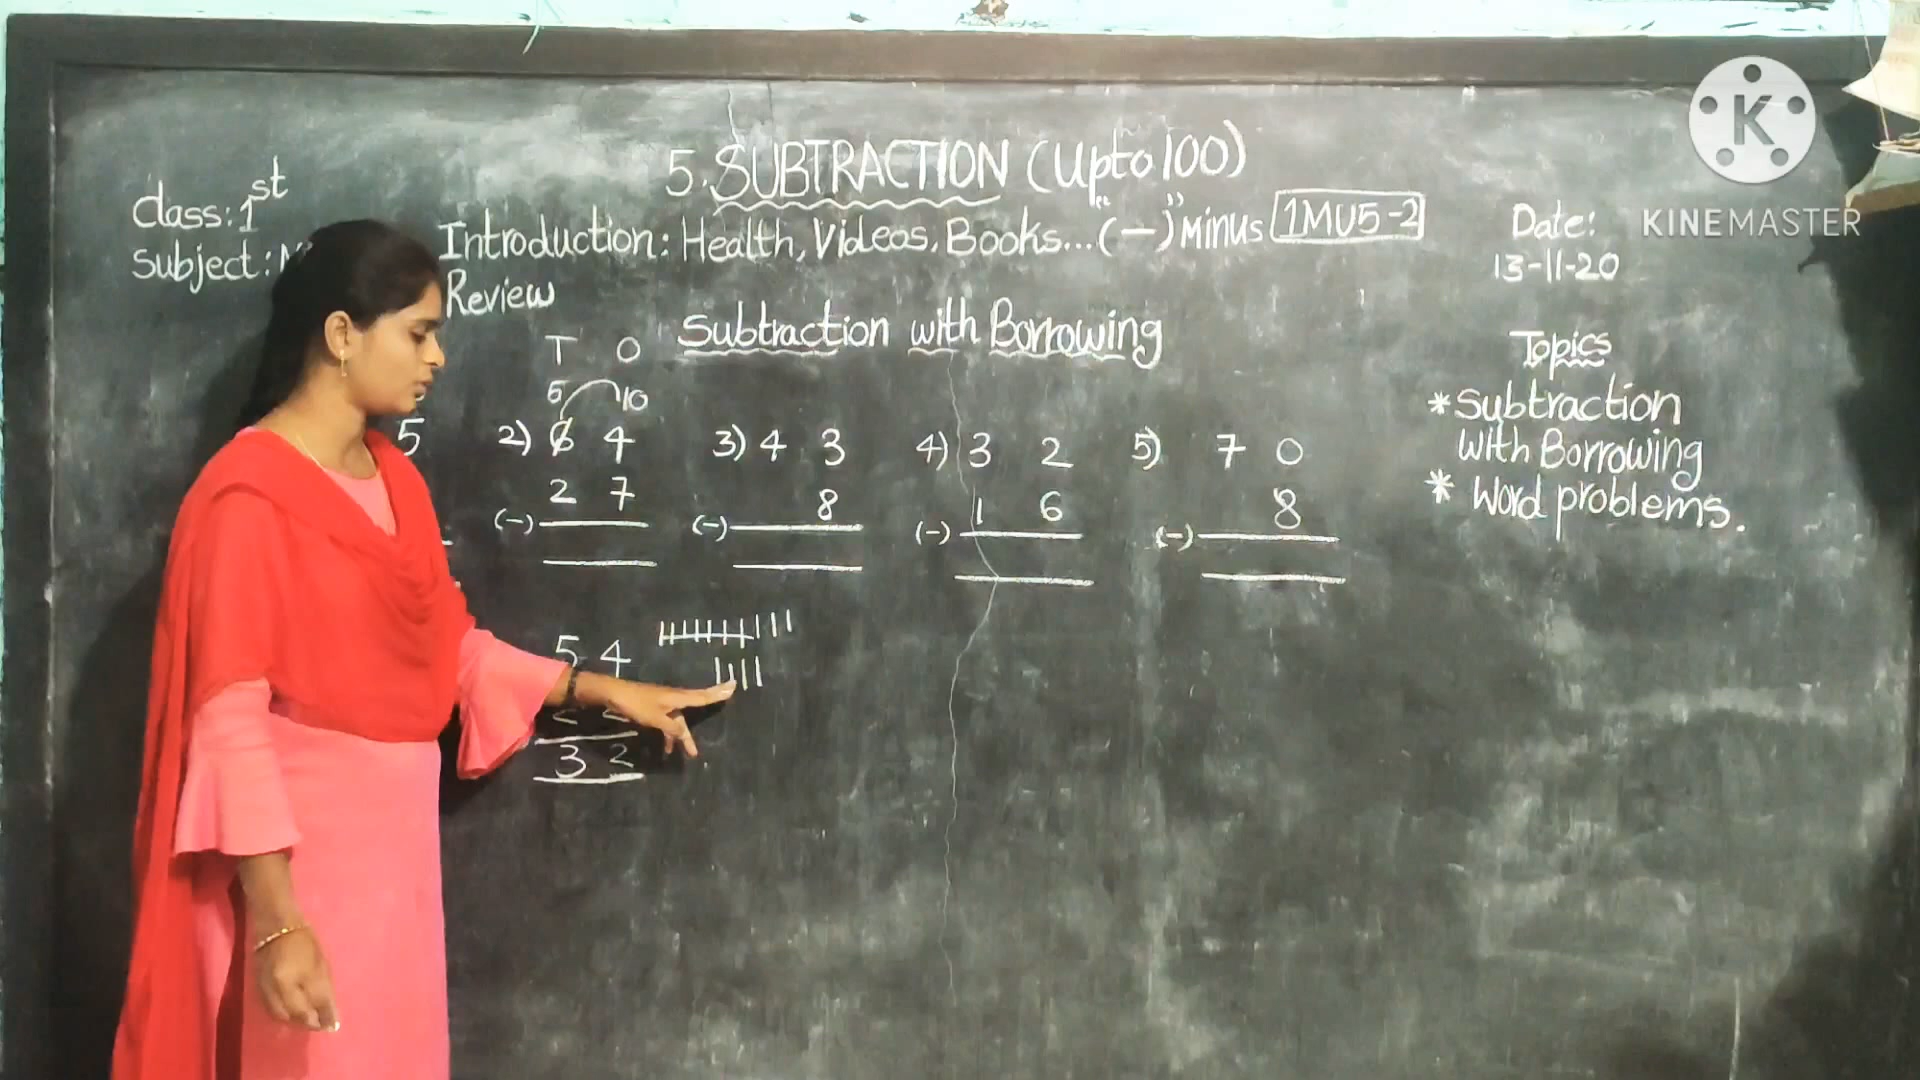 5. SUBTRACTION (Upto 100)
Class: 1st
Subject: M
Introduction: Health, Videos, Books... (“—”) Minus 1MU5-2
Review
Date:
13-11-20
K
KINEMASTER
Subtraction with Borrowing
Topics
* Subtraction
with Borrowing
* Word problems.
T O
5 10
5 2) 6 4 3) 4 3 4) 3 2 5) 7 0
2 7 8 1 6 8
(-) (-) (-) (-)
5 4
2 2
3 2